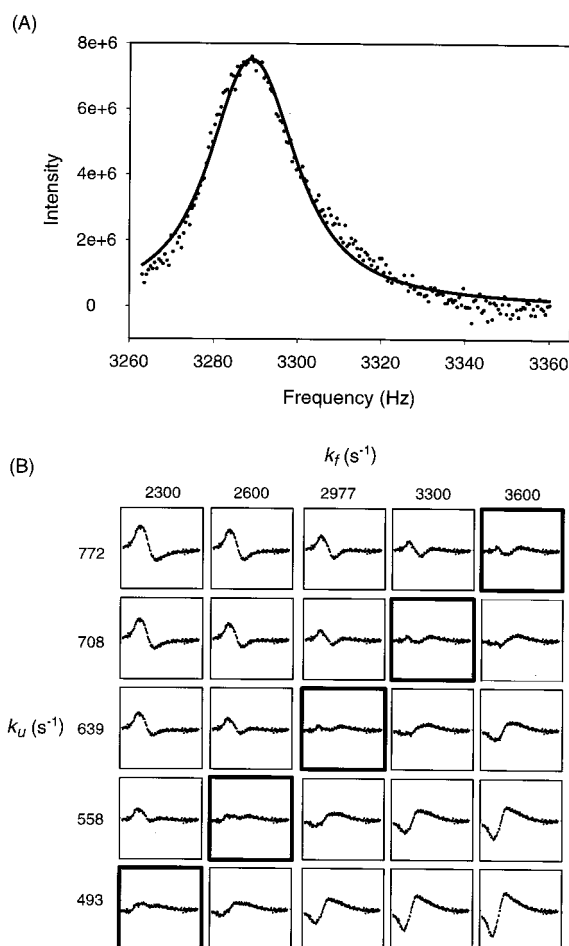 (A)
8e+6
6e+6
4e+6
2e+6
0
Intensity
3260 3280 3300 3320 3340 3360
Frequency (Hz)
(B)
k_f (s⁻¹)
2300 2600 2977 3300 3600
772
708
k_u (s⁻¹) 639
558
493